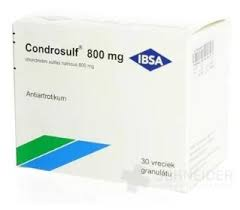 Condrosulf® 800 mg
chondroitini sulfas natricus 800 mg
IBSA
Antiartrotikum
30 vreciek
granulátu